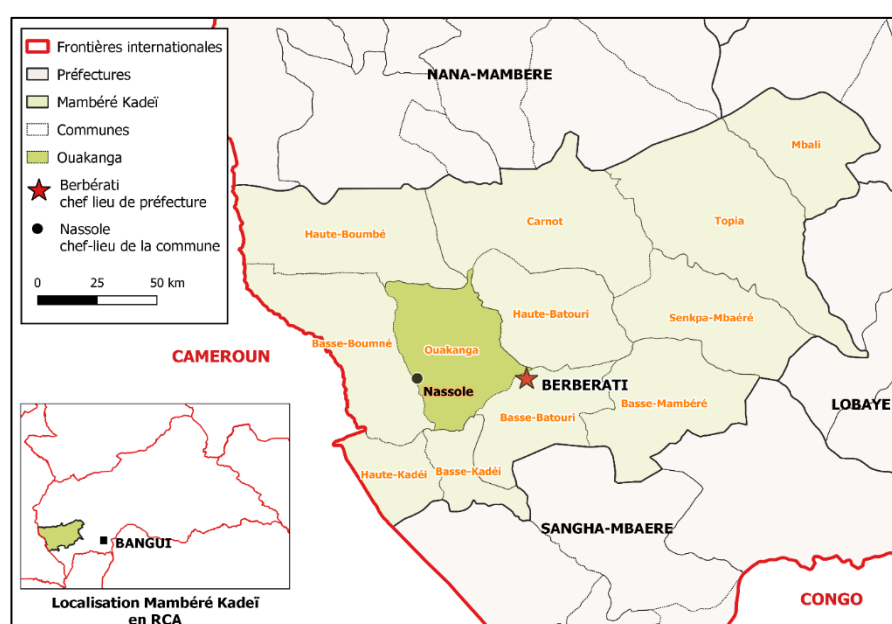 Frontières internationales
Préfectures
Mambéré Kadeï
Communes
Ouakanga
Berbérati
chef lieu de préfecture
Nassole
chef-lieu de la commune
0 25 50 km
NANA-MAMBERE
Mbali
Haute-Boumbé
Carnot
Topia
Haute-Batouri
Senkpa-Mbaéré
Basse-Boumné
Ouakanga
CAMEROUN
Nassole
BERBERATI
Basse-Mambéré
LOBAYE
Basse-Batouri
Haute-Kadéi
Basse-Kadéi
SANGHA-MBAERE
CONGO
BANGUI
Localisation Mambéré Kadeï
en RCA